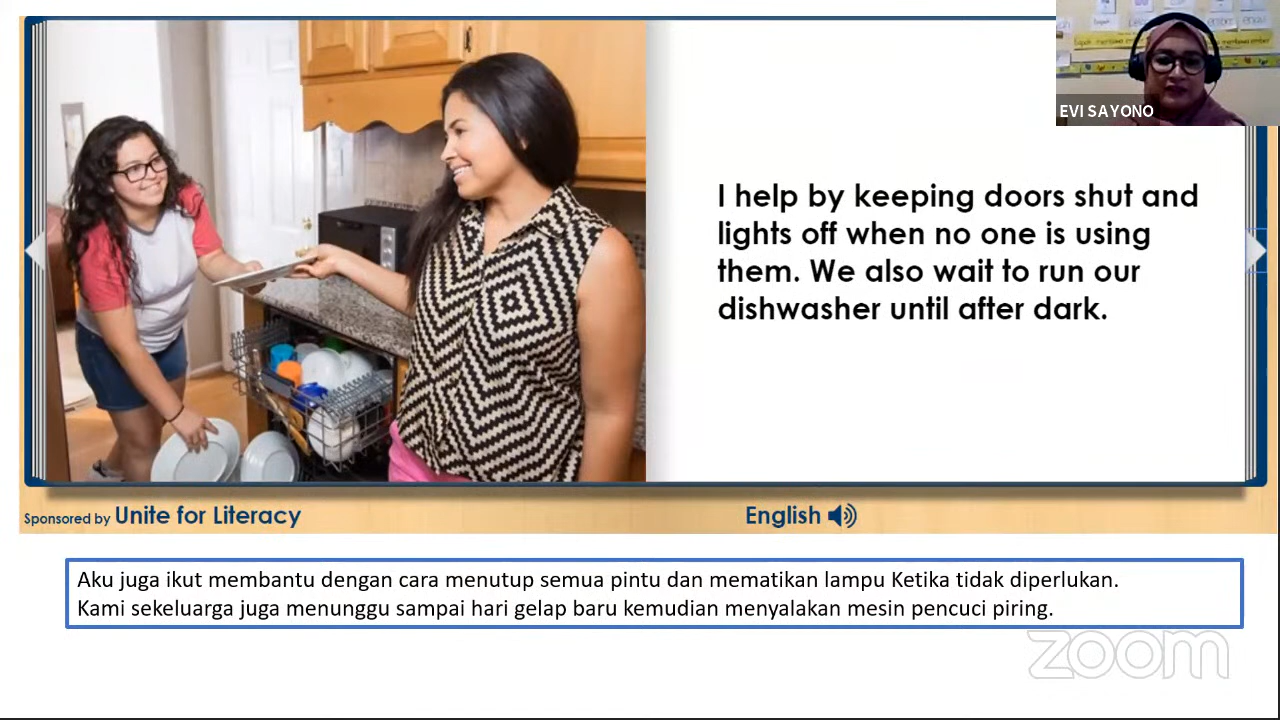 EVI SAYONO
I help by keeping doors shut and
lights off when no one is using
them. We also wait to run our
dishwasher until after dark.
Sponsored by Unite for Literacy
English
Aku juga ikut membantu dengan cara menutup semua pintu dan mematikan lampu Ketika tidak diperlukan.
Kami sekeluarga juga menunggu sampai hari gelap baru kemudian menyalakan mesin pencuci piring.
zoom